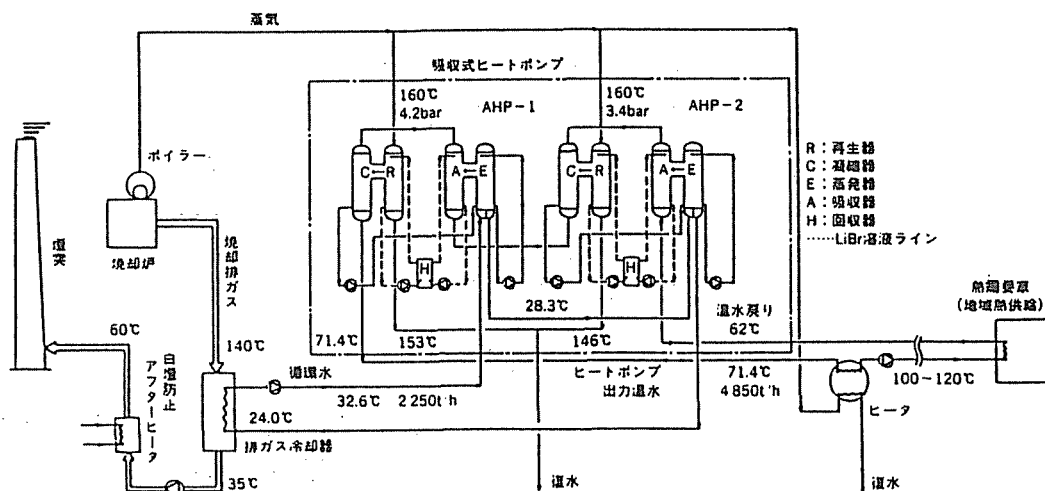 蒸気
吸収式ヒートポンプ
160℃
4.2bar
AHP-1
160℃
3.4bar
AHP-2
ボイラー
R:再生器
C:凝縮器
E:蒸発器
A:吸収器
H:回収器
……LiBr溶液ライン
C
R
A
E
C
R
A
E
H
H
煙突
焼却炉
焼却排ガス
熱需要家
(地域熱供給)
28.3℃
温水戻り
62℃
60℃
140℃
71.4℃
153℃
146℃
白煙防止
アフターヒータ
循環水
32.6℃
2250t/h
ヒートポンプ
出力温水
71.4℃
4850t/h
100~120℃
ヒータ
24.0℃
排ガス冷却器
35℃
温水
温水